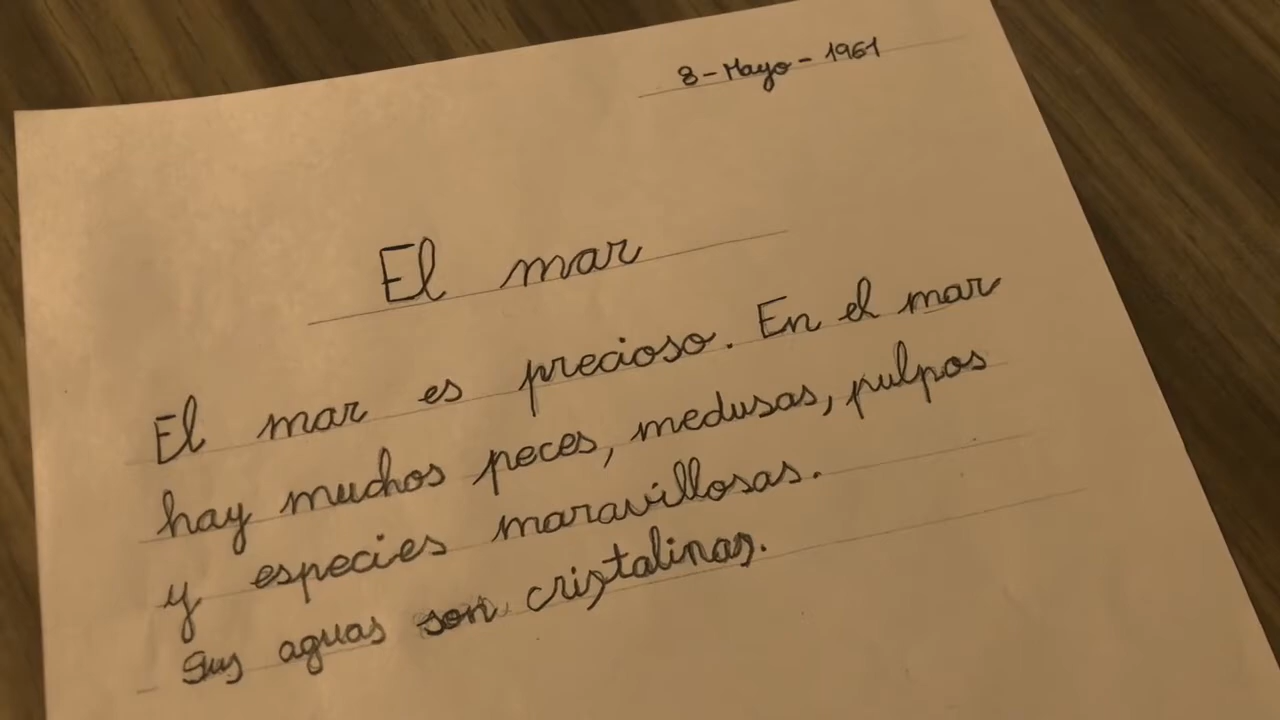 8-Mayo-1961
El mar
El mar es precioso. En el mar
hay muchos peces, medusas, pulpos
y especies maravillosas.
Sus aguas son cristalinas.